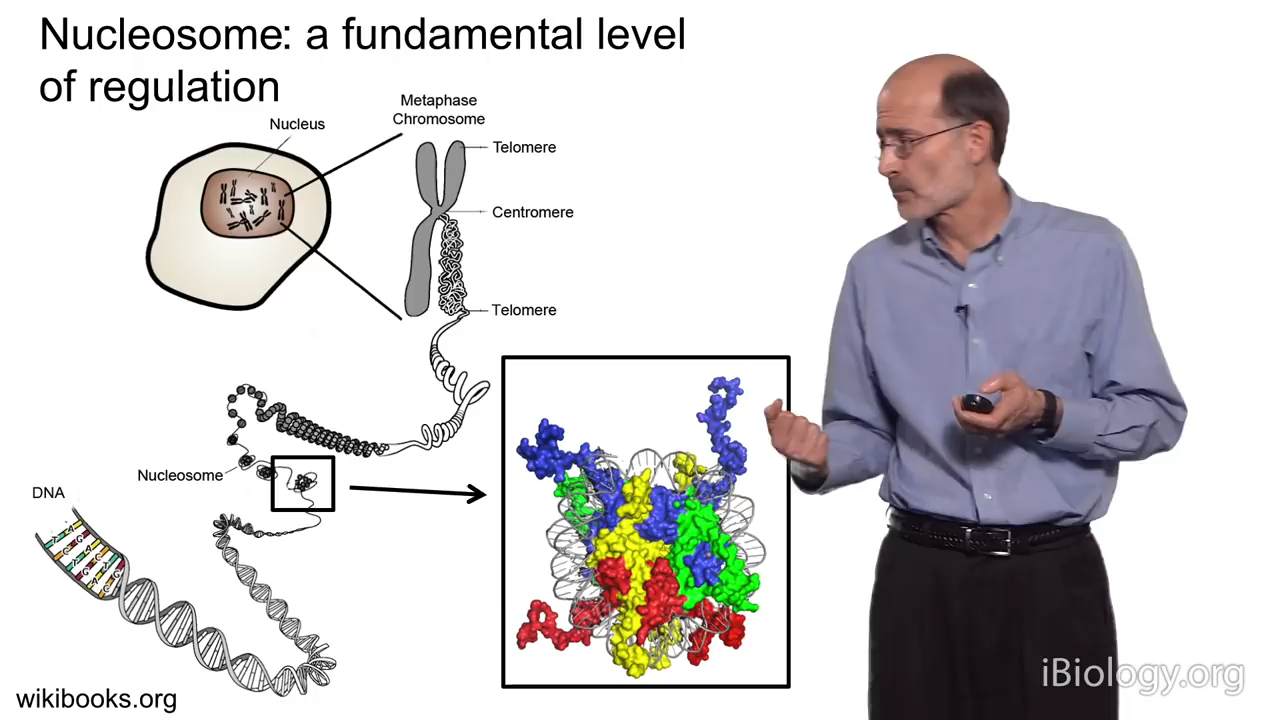 Nucleosome: a fundamental level
of regulation
Metaphase
Chromosome
Nucleus
Telomere
Centromere
Telomere
Nucleosome
DNA
wikibooks.org
iBiology.org